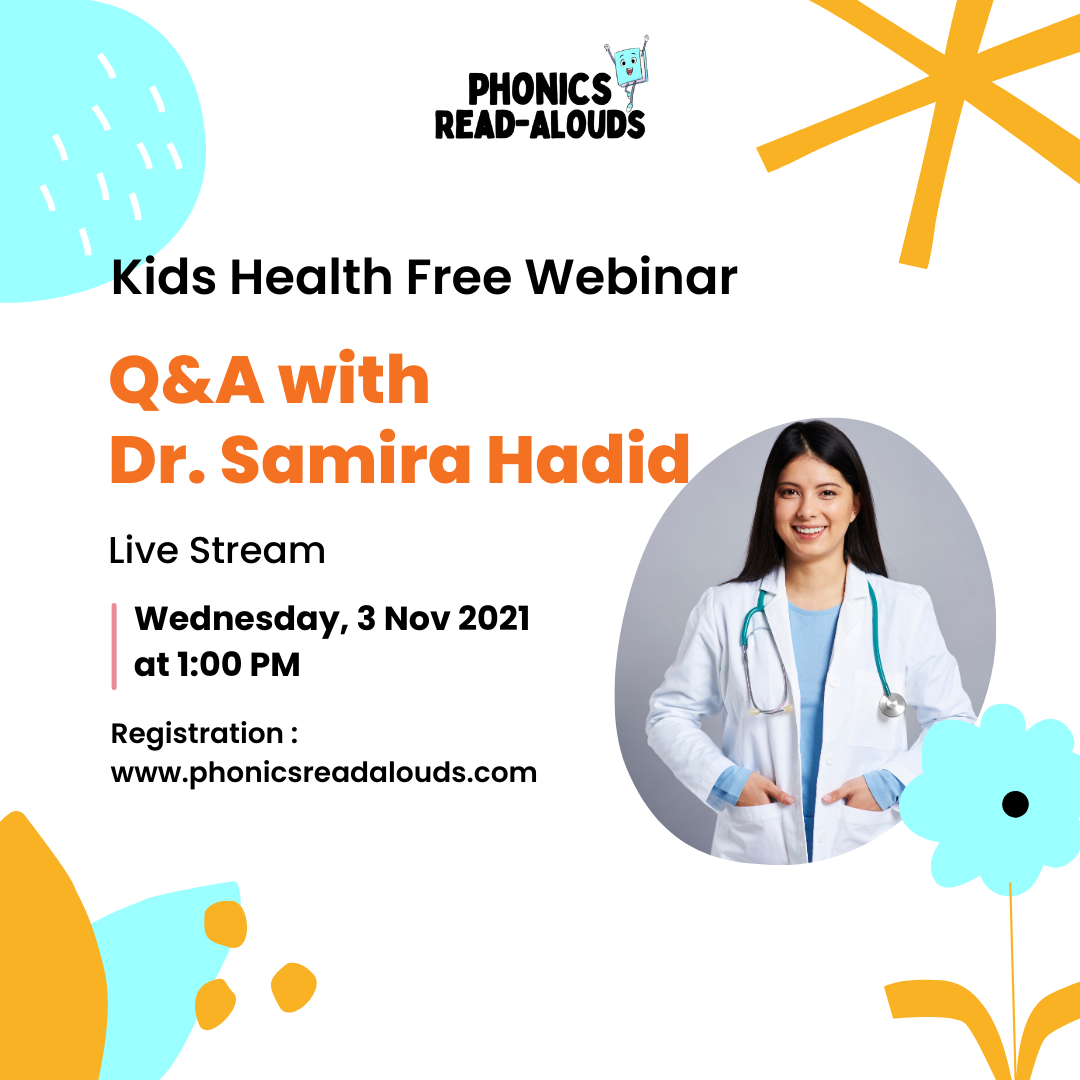 PHONICS
READ-ALOUDS
Kids Health Free Webinar
Q&A with
Dr. Samira Hadid
Live Stream
Wednesday, 3 Nov 2021
at 1:00 PM
Registration :
www.phonicsreadalouds.com